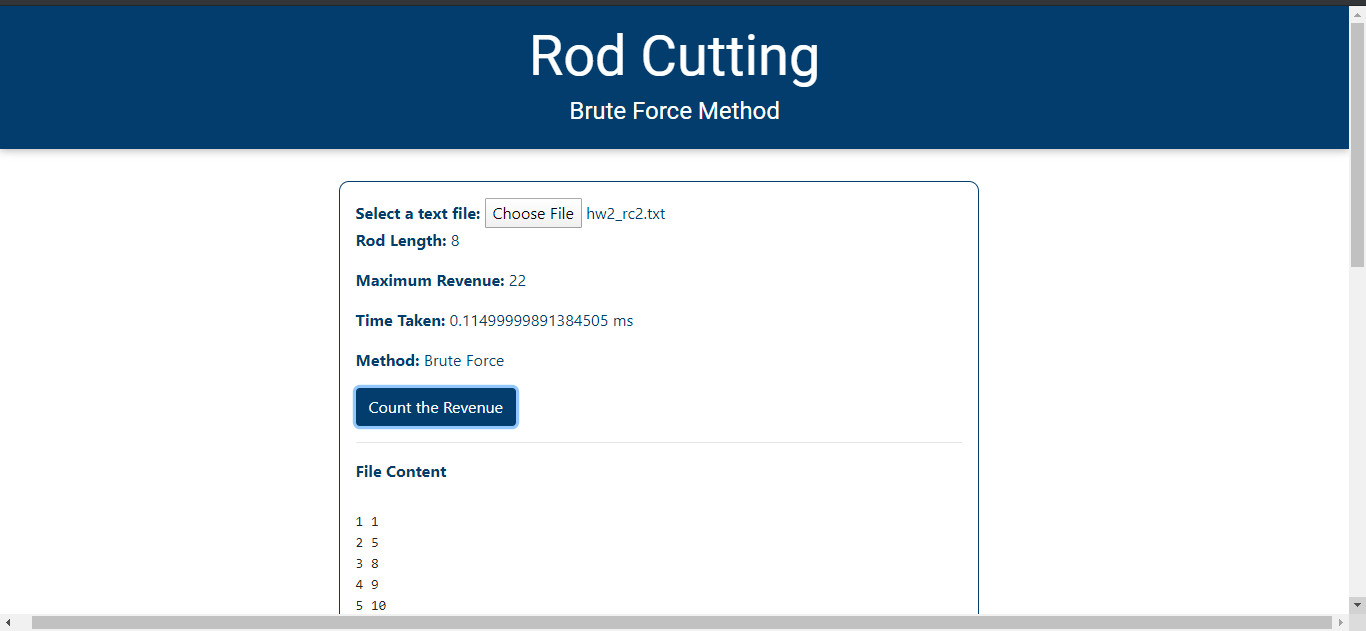 Rod Cutting
Brute Force Method
Select a text file: Choose File hw2_rc2.txt
Rod Length: 8
Maximum Revenue: 22
Time Taken: 0.11499999891384505 ms
Method: Brute Force
Count the Revenue
File Content
1 1
2 5
3 8
4 9
5 10